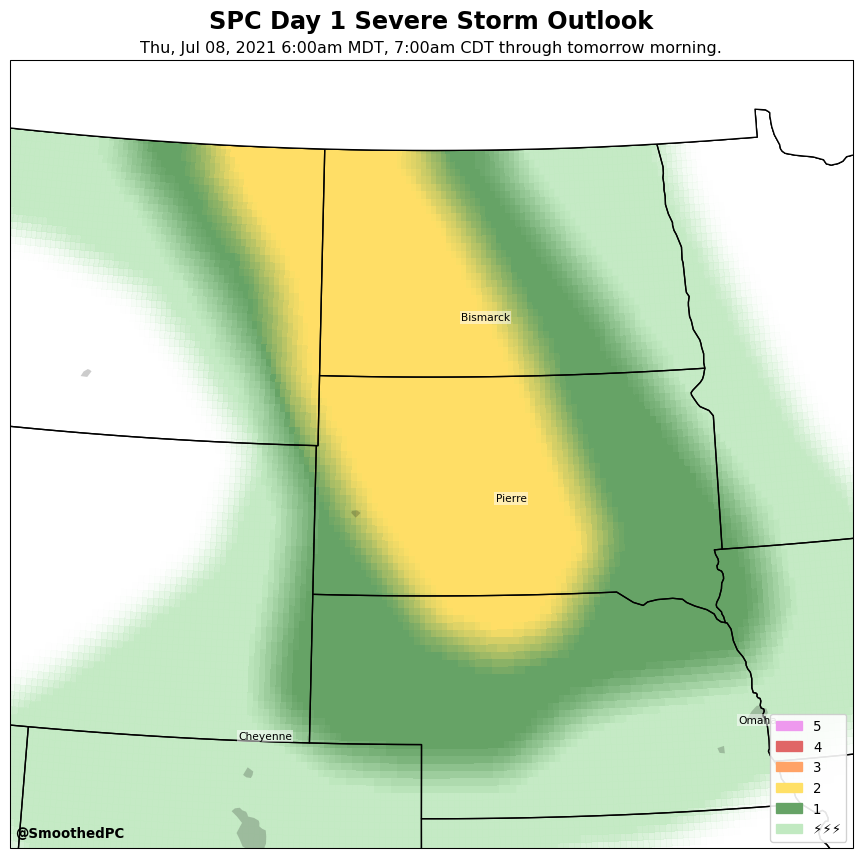 SPC Day 1 Severe Storm Outlook
Thu, Jul 08, 2021 6:00am MDT, 7:00am CDT through tomorrow morning.
Bismarck
Pierre
Cheyenne
Omah
5
4
3
2
1
⚡⚡⚡
@SmoothedPC